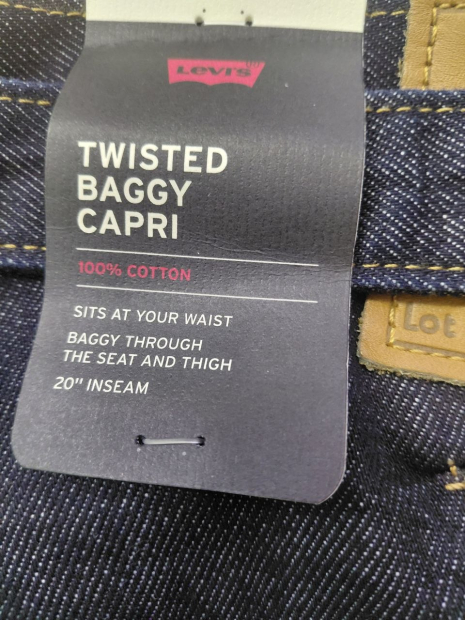 Levi's
TWISTED
BAGGY
CAPRI
100% COTTON
SITS AT YOUR WAIST
BAGGY THROUGH
THE SEAT AND THIGH
20" INSEAM
Lot